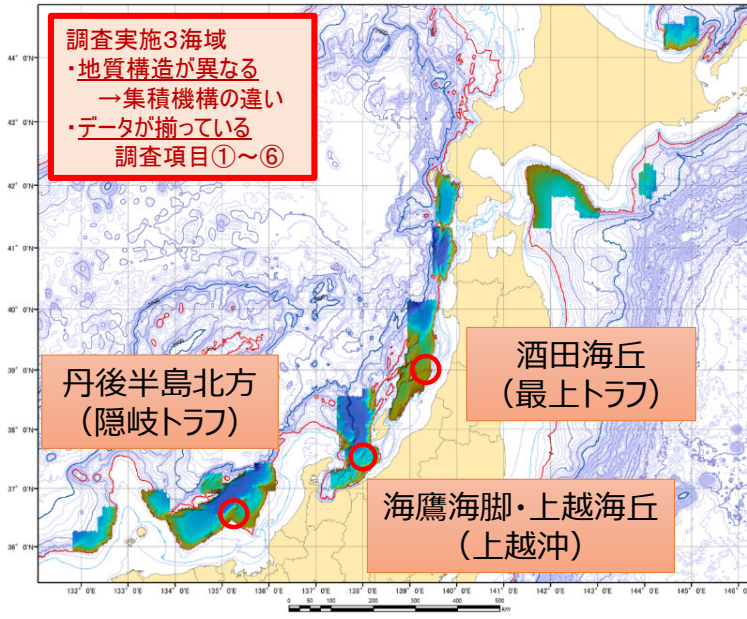 調査実施3海域
・地質構造が異なる
→集積機構の違い
・データが揃っている
調査項目①~⑥
44° 0'N
43° 0'N
42° 0'N
41° 0'N
40° 0'N
39° 0'N
38° 0'N
37° 0'N
36° 0'N
酒田海丘
(最上トラフ)
丹後半島北方
(隠岐トラフ)
海鷹海脚・上越海丘
(上越沖)
132° 0'E 133° 0'E 134° 0'E 135° 0'E 136° 0'E 137° 0'E 138° 0'E 139° 0'E 140° 0'E 141° 0'E 142° 0'E 143° 0'E 144° 0'E 145° 0'E 146° 0'E
0 50 100 200 300 400 500
km